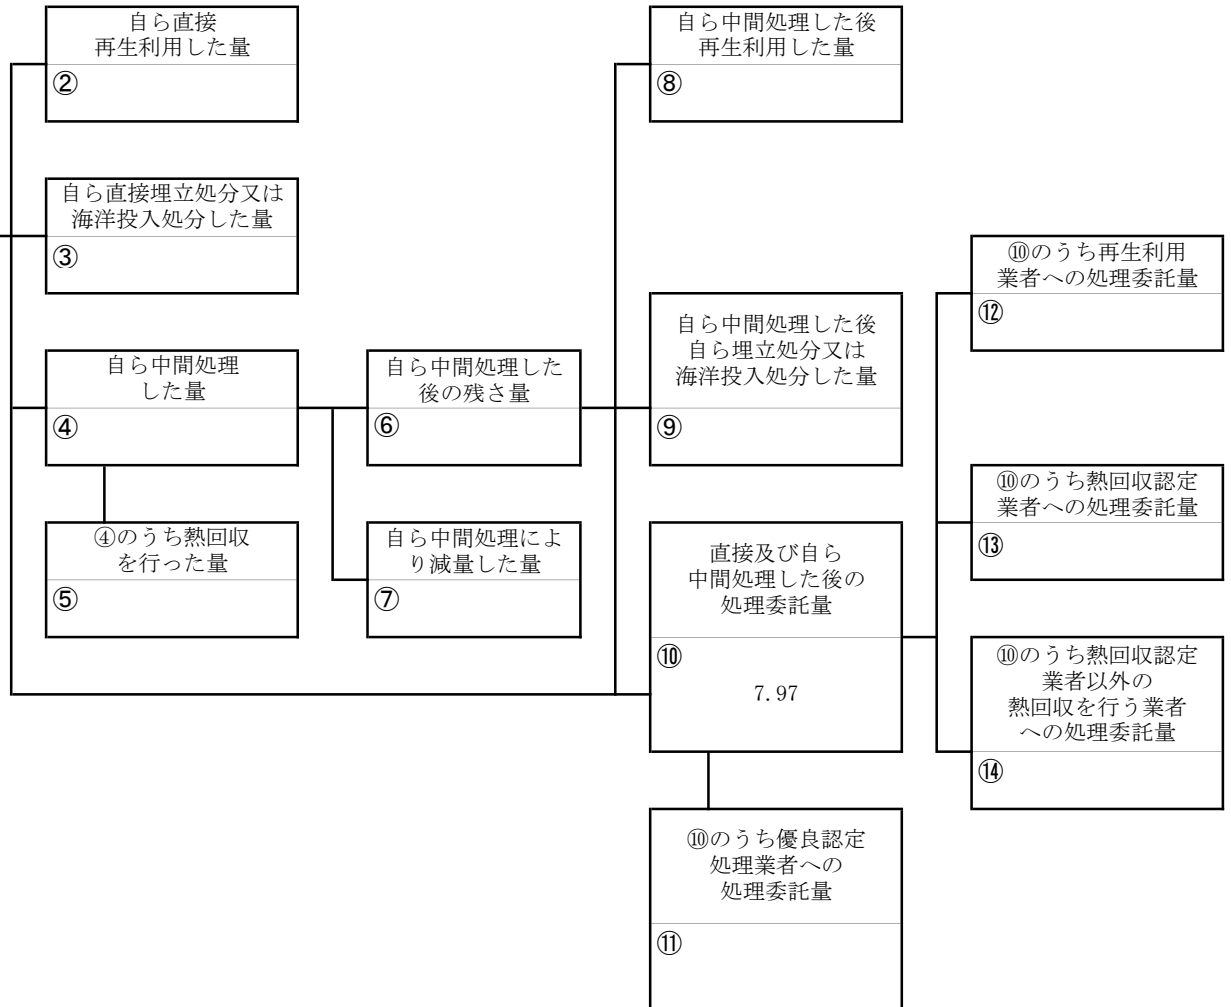 自ら直接
再生利用した量
②
自ら直接埋立処分又は
海洋投入処分した量
③
自ら中間処理
した量
④
④のうち熱回収
を行った量
⑤
自ら中間処理した
後の残さ量
⑥
自ら中間処理によ
り減量した量
⑦
自ら中間処理した後
再生利用した量
⑧
自ら中間処理した後
自ら埋立処分又は
海洋投入処分した量
⑨
直接及び自ら
中間処理した後の
処理委託量
⑩
7.97
⑩のうち優良認定
処理業者への
処理委託量
⑪
⑩のうち再生利用
業者への処理委託量
⑫
⑩のうち熱回収認定
業者への処理委託量
⑬
⑩のうち熱回収認定
業者以外の
熱回収を行う業者
への処理委託量
⑭